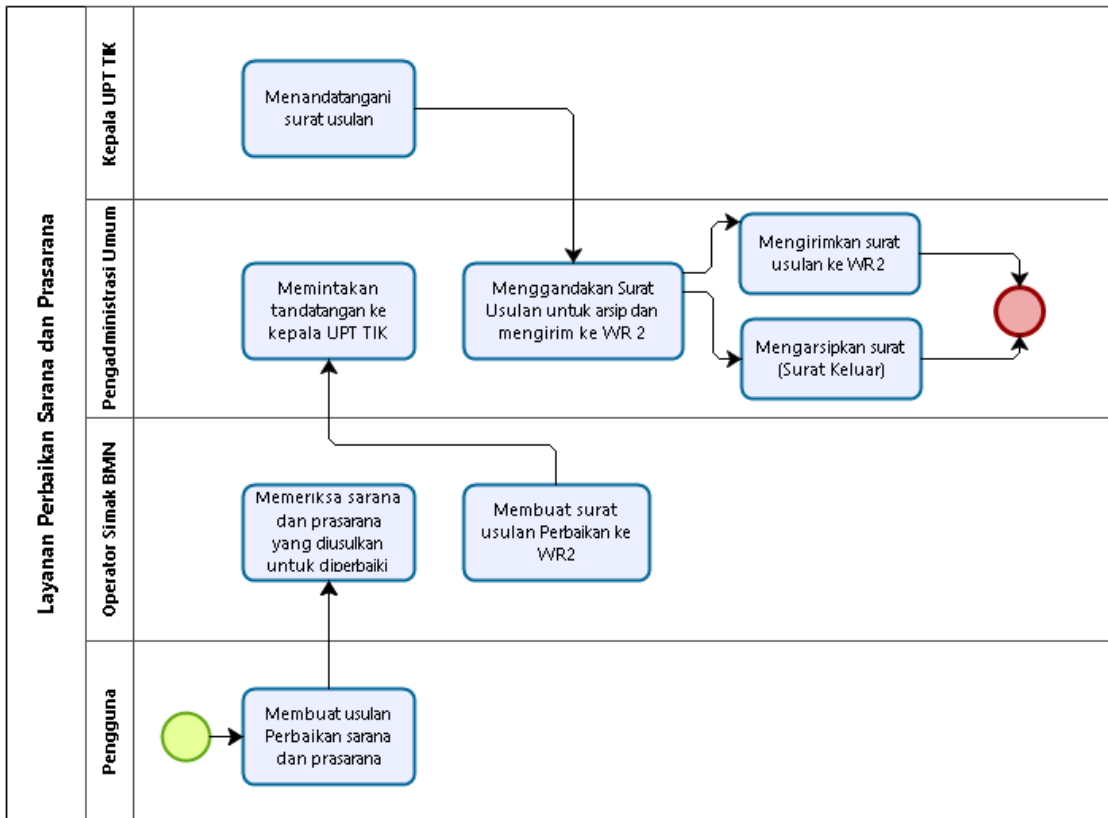 Layanan Perbaikan Sarana dan Prasarana
Kepala UPT TIK
Menandatangani
surat usulan
Pengadministrasi Umum
Memintakan
tandatangan ke
kepala UPT TIK
Menggandakan Surat
Usulan untuk arsip dan
mengirim ke WR 2
Mengirimkan surat
usulan ke WR2
Mengarsipkan surat
(Surat Keluar)
Operator Simak BMN
Memeriksa sarana
dan prasarana
yang diusulkan
untuk diperbaiki
Membuat surat
usulan Perbaikan ke
WR2
Pengguna
Membuat usulan
Perbaikan sarana
dan prasarana